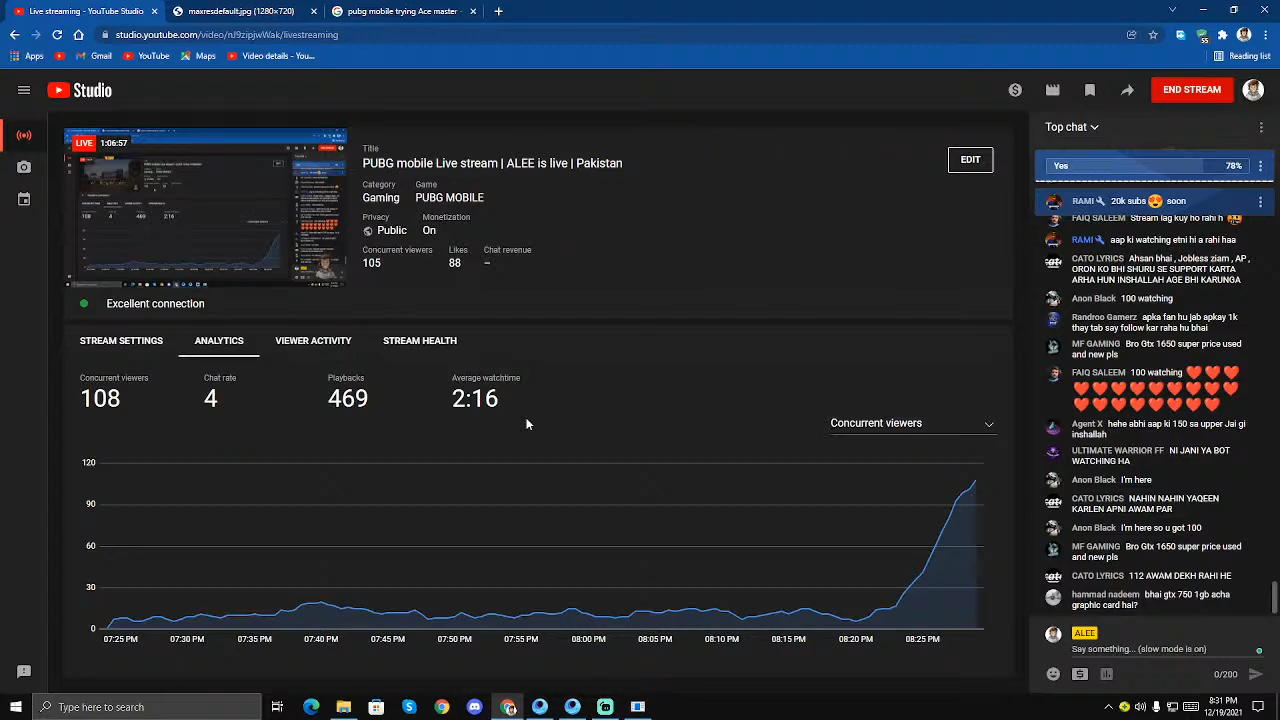 Live streaming - YouTube Studio
maxresdefault.jpg (1280×720)
pubg mobile trying Ace master -
studio.youtube.com/video/nJ9zipjwWak/livestreaming
Apps
Gmail
YouTube
Maps
Video details - You...
Reading list
Studio
END STREAM
LIVE 1:06:57
Title
PUBG mobile Live stream | ALEE is live | Pakistan
EDIT
Category
Game
Gaming
PUBG MOBILE
Privacy
Monetization
Public
On
Concurrent viewers
Likes
Chat revenue
105
88
—
Excellent connection
STREAM SETTINGS
ANALYTICS
VIEWER ACTIVITY
STREAM HEALTH
Concurrent viewers
Chat rate
Playbacks
Average watchtime
108
4
469
2:16
Concurrent viewers
120
90
60
30
0
07:25 PM 07:30 PM 07:35 PM 07:40 PM 07:45 PM 07:50 PM 07:55 PM 08:00 PM 08:05 PM 08:10 PM 08:15 PM 08:20 PM 08:25 PM
Top chat
Yes 78%
RAMI 20k subs 😍 soon
FAIQ SALEEM Stream lag kyo ho rahi h
RAMI aap ki watching etni m ati ha haa
CATO LYRICS Ahsan bhai , Jobless ziam , AP ,
ORON KO BHI SHURU SE SUPPORT KARTA
ARHA HUN INSHALLAH AGE BHI KARUNGA
Anon Black 100 watching
Randroo Gamerz apka fan hu jab apkay 1k
thay tab say follow kar raha hu bhai
MF GAMING Bro Gtx 1650 super price used
and new pls
FAIQ SALEEM 100 watching ❤️❤️❤️
❤️❤️❤️❤️❤️❤️❤️❤️❤️❤️
❤️❤️❤️❤️❤️❤️❤️❤️❤️
Agent X hehe abhi aap ki 150 sa upper Jai gi
inshallah
ULTIMATE WARRIOR FF NI JANI YA BOT
WATCHING HA
Anon Black I'm here
CATO LYRICS NAHIN NAHIN YAQEEN
KARLEN APNI AWAM PAR
Anon Black I'm here so u got 100
MF GAMING Bro Gtx 1650 super price used
and new pls
CATO LYRICS 112 AWAM DEKH RAHI HE
hammad nadeem bhai gtx 750 1gb acha
graphic card hai?
ALEE
Say something... (slow mode is on)
0/200
Type here to search
8:31 PM
12/19/2021